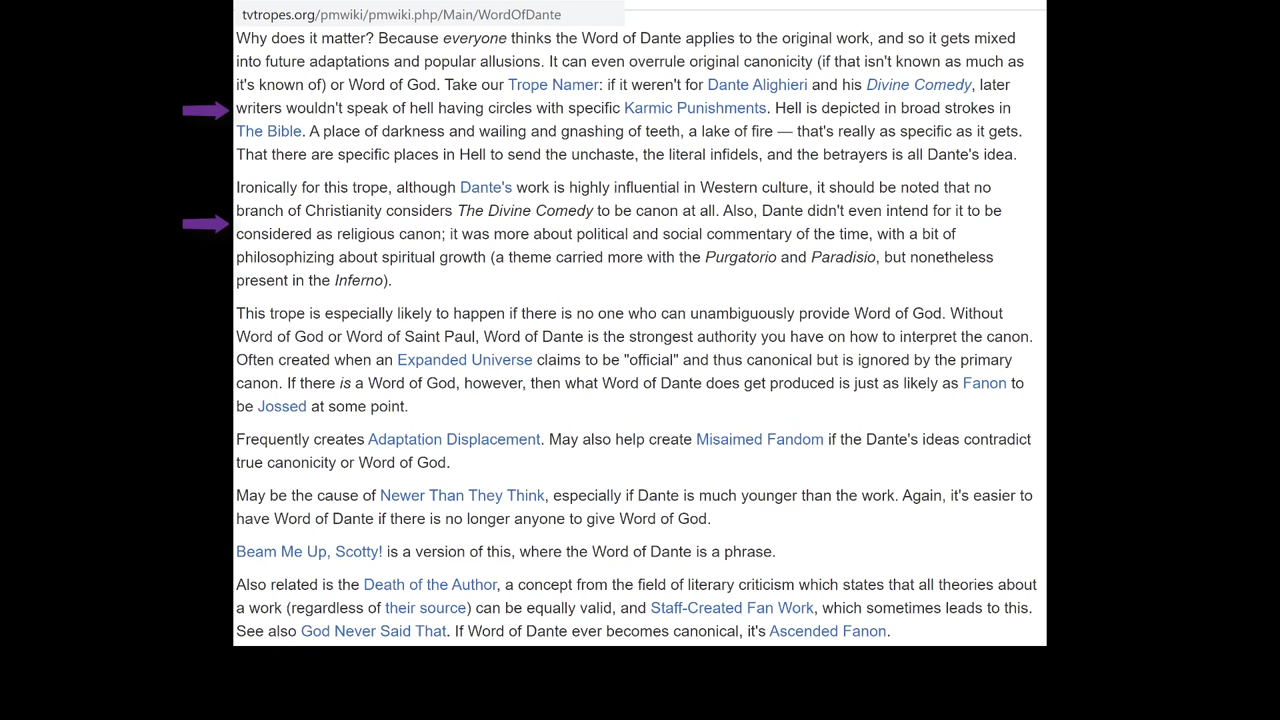 tvtropes.org/pmwiki/pmwiki.php/Main/WordOfDante
Why does it matter? Because everyone thinks the Word of Dante applies to the original work, and so it gets mixed
into future adaptations and popular allusions. It can even overrule original canonicity (if that isn't known as much as
it's known of) or Word of God. Take our Trope Namer: if it weren't for Dante Alighieri and his Divine Comedy, later
writers wouldn't speak of hell having circles with specific Karmic Punishments. Hell is depicted in broad strokes in
The Bible. A place of darkness and wailing and gnashing of teeth, a lake of fire — that's really as specific as it gets.
That there are specific places in Hell to send the unchaste, the literal infidels, and the betrayers is all Dante's idea.
Ironically for this trope, although Dante's work is highly influential in Western culture, it should be noted that no
branch of Christianity considers The Divine Comedy to be canon at all. Also, Dante didn't even intend for it to be
considered as religious canon; it was more about political and social commentary of the time, with a bit of
philosophizing about spiritual growth (a theme carried more with the Purgatorio and Paradisio, but nonetheless
present in the Inferno).
This trope is especially likely to happen if there is no one who can unambiguously provide Word of God. Without
Word of God or Word of Saint Paul, Word of Dante is the strongest authority you have on how to interpret the canon.
Often created when an Expanded Universe claims to be "official" and thus canonical but is ignored by the primary
canon. If there is a Word of God, however, then what Word of Dante does get produced is just as likely as Fanon to
be Jossed at some point.
Frequently creates Adaptation Displacement. May also help create Misaimed Fandom if the Dante's ideas contradict
true canonicity or Word of God.
May be the cause of Newer Than They Think, especially if Dante is much younger than the work. Again, it's easier to
have Word of Dante if there is no longer anyone to give Word of God.
Beam Me Up, Scotty! is a version of this, where the Word of Dante is a phrase.
Also related is the Death of the Author, a concept from the field of literary criticism which states that all theories about
a work (regardless of their source) can be equally valid, and Staff-Created Fan Work, which sometimes leads to this.
See also God Never Said That. If Word of Dante ever becomes canonical, it's Ascended Fanon.